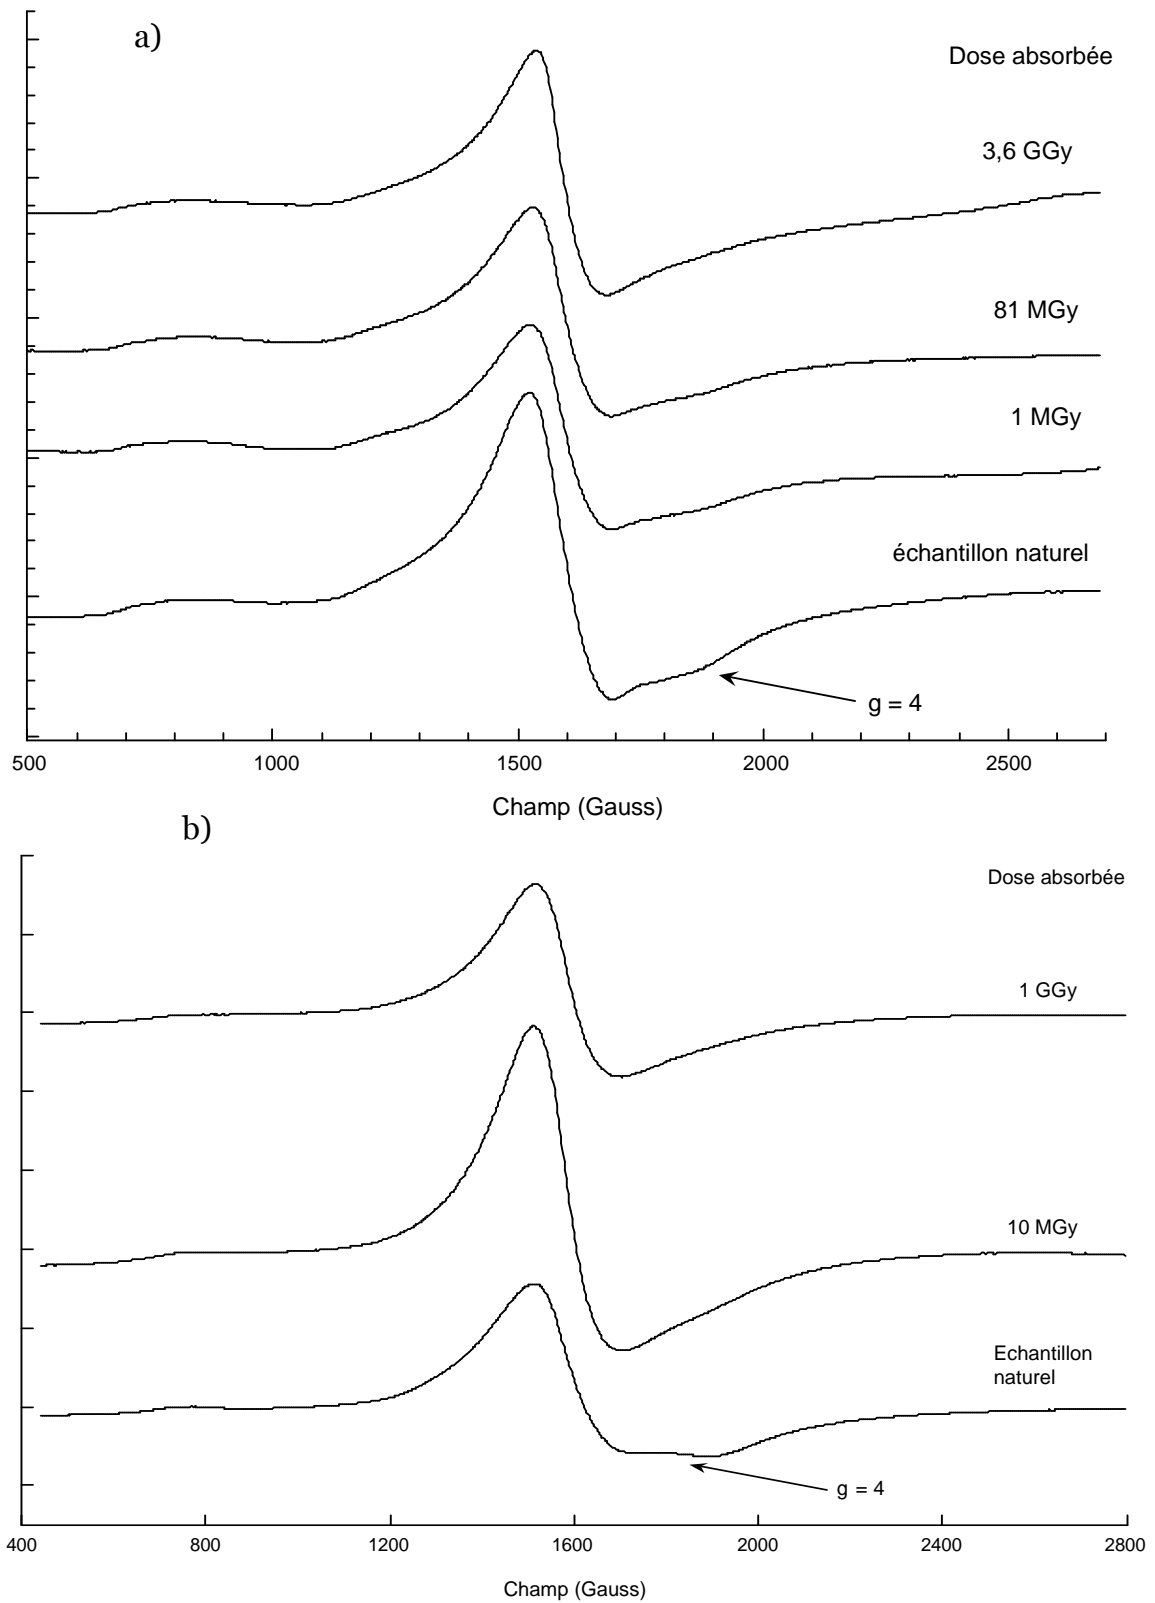 a)
Dose absorbée
3,6 GGy
81 MGy
1 MGy
échantillon naturel
g = 4
500 1000 1500 2000 2500
Champ (Gauss)
b)
Dose absorbée
1 GGy
10 MGy
Echantillon
naturel
g = 4
400 800 1200 1600 2000 2400 2800
Champ (Gauss)